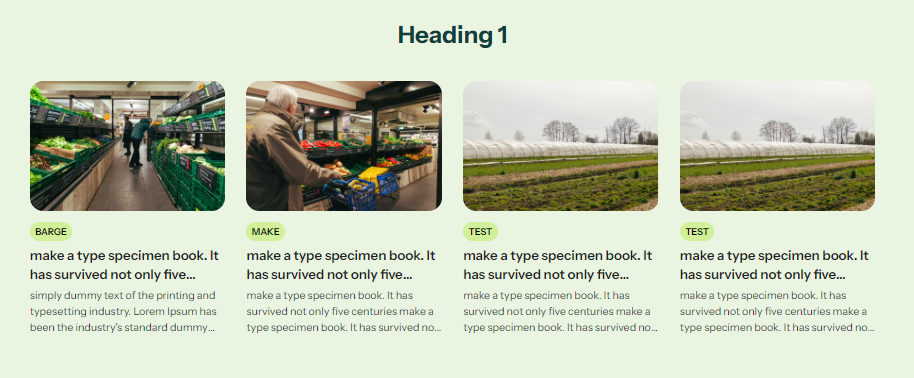 Heading 1
BARGE
make a type specimen book. It
has survived not only five...
simply dummy text of the printing and
typesetting industry. Lorem Ipsum has
been the industry's standard dummy...
MAKE
make a type specimen book. It
has survived not only five...
make a type specimen book. It has
survived not only five centuries make a
type specimen book. It has survived no...
TEST
make a type specimen book. It
has survived not only five...
make a type specimen book. It has
survived not only five centuries make a
type specimen book. It has survived no...
TEST
make a type specimen book. It
has survived not only five...
make a type specimen book. It has
survived not only five centuries make a
type specimen book. It has survived no...